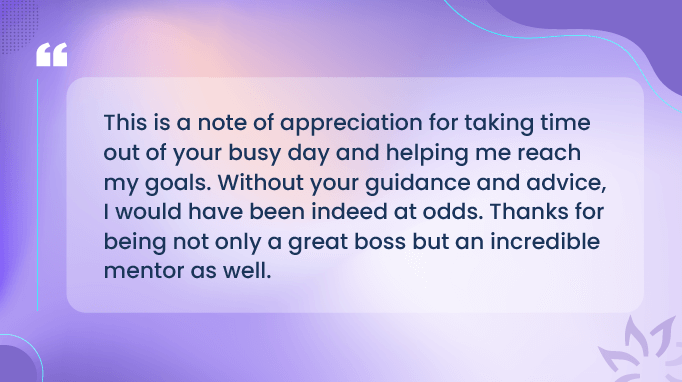 This is a note of appreciation for taking time
out of your busy day and helping me reach
my goals. Without your guidance and advice,
I would have been indeed at odds. Thanks for
being not only a great boss but an incredible
mentor as well.